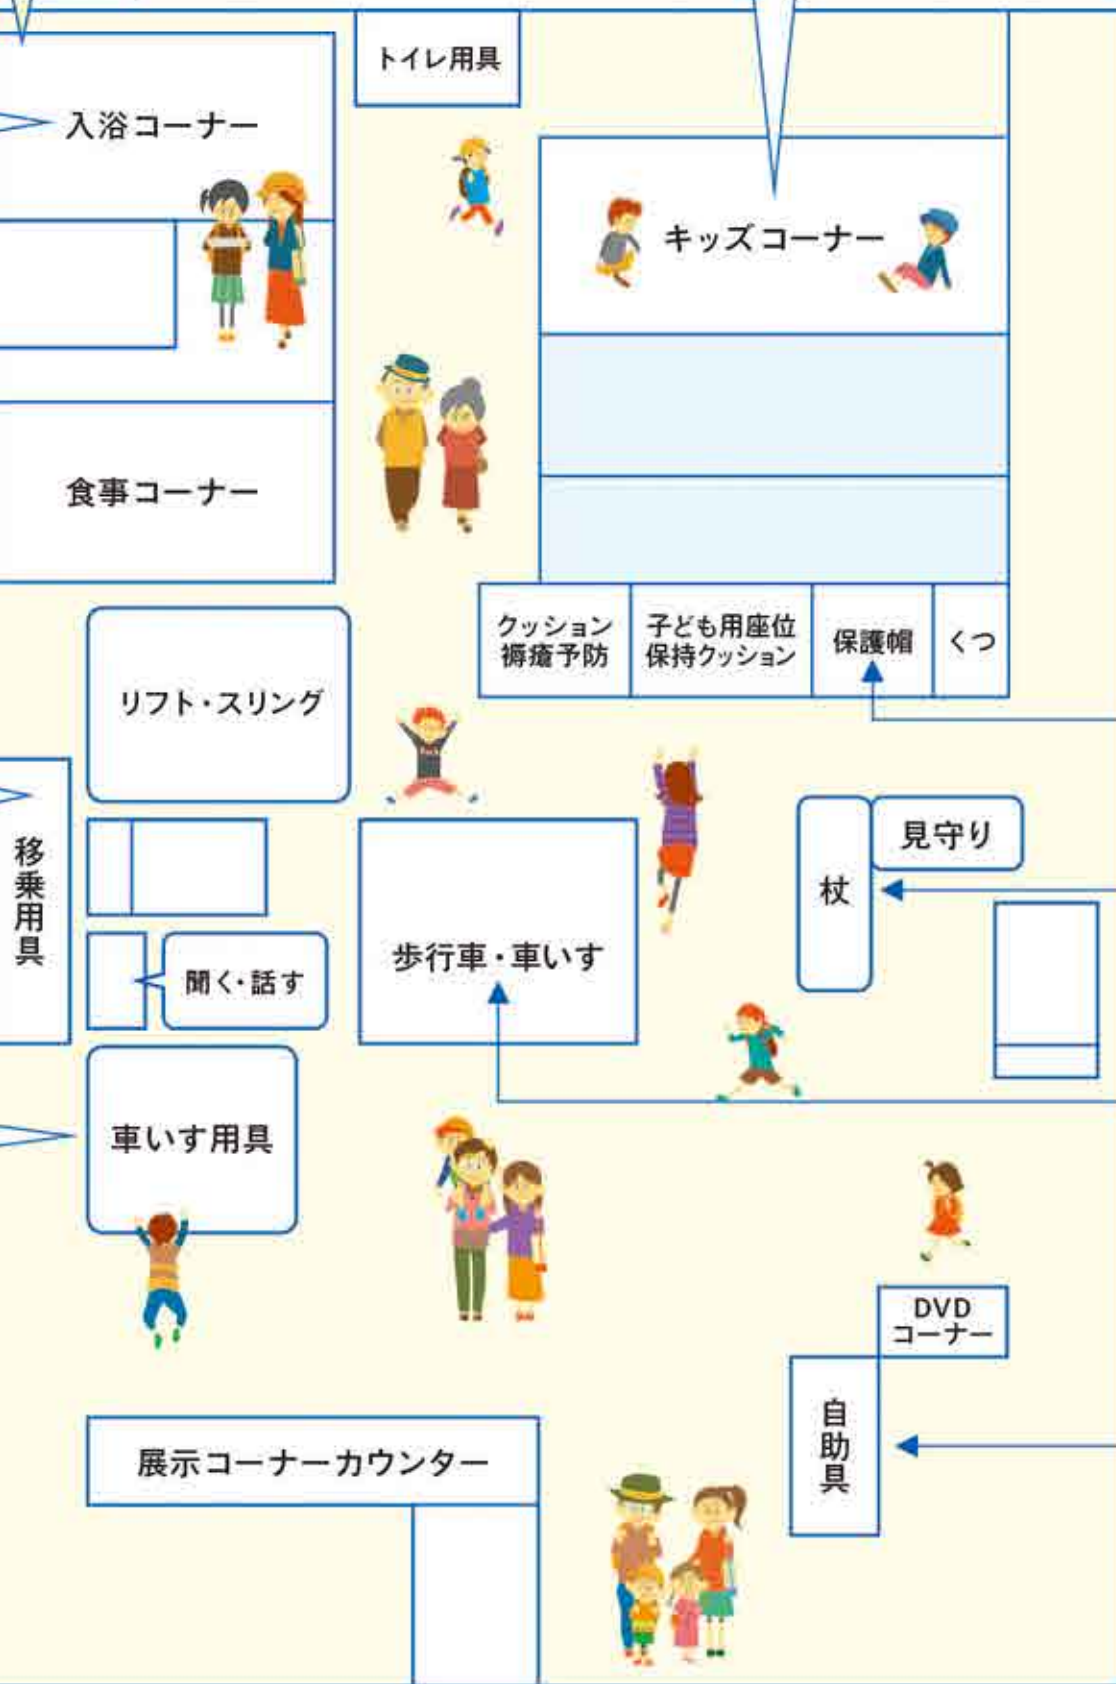 トイレ用具
入浴コーナー
キッズコーナー
食事コーナー
クッション
褥瘡予防
子ども用座位
保持クッション
保護帽
くつ
リフト・スリング
移乗用具
見守り
杖
歩行車・車いす
聞く・話す
車いす用具
DVD
コーナー
自助具
展示コーナーカウンター